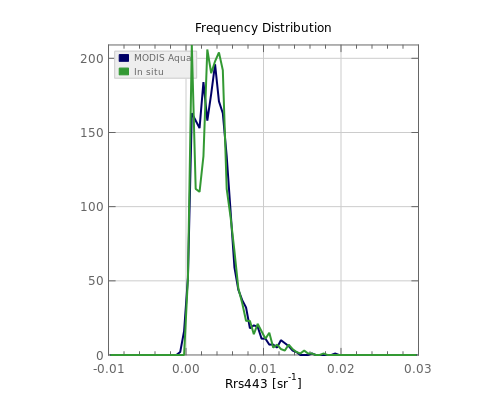 Frequency Distribution
MODIS Aqua
In situ
200
150
100
50
0
-0.01 0.00 0.01 0.02 0.03
Rrs443 [sr⁻¹]